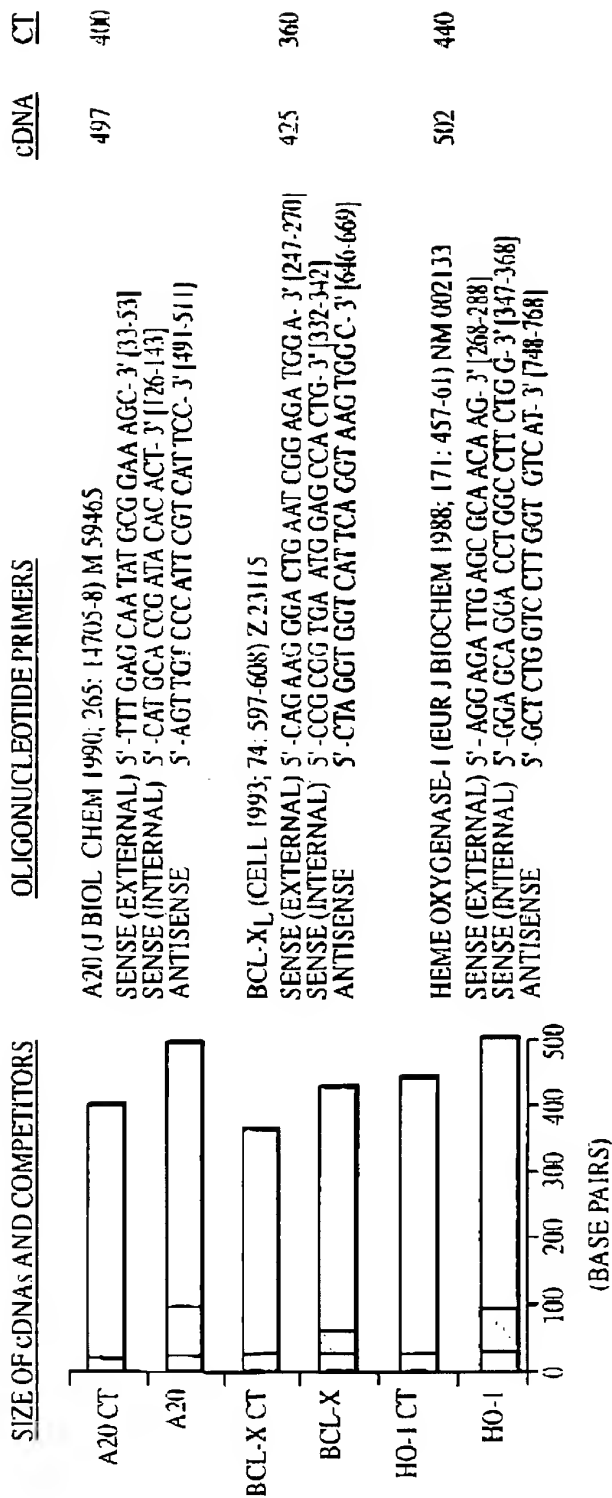 SIZE OF cDNAs AND COMPETITORS
A20 CT
A20
BCL-X CT
BCL-X
HO-1 CT
HO-1
0 100 200 300 400 500
(BASE PAIRS)
OLIGONUCLEOTIDE PRIMERS cDNA CT
A20 (J BIOL CHEM 1990; 265: 14705-8) M 59465 497 400
SENSE (EXTERNAL) 5'-TTT GAG CAA TAT GCG GAA AGC- 3' [33-53]
SENSE (INTERNAL) 5'-CAT GCA CCG ATA CAC ACT- 3' [126-143]
ANTISENSE 5'-AGT TGT CCC ATT CGT CAT TCC- 3' [491-511]
BCL-XL (CELL 1993; 74: 597-608) Z 23115 425 360
SENSE (EXTERNAL) 5'-CAG AAG GGA CTG AAT CGG AGA TGG A- 3' [247-270]
SENSE (INTERNAL) 5'-CCG CGG TGA ATG GAG CCA CTG- 3' [332-342]
ANTISENSE 5'-CTA GGT GGT CAT TCA GGT AAG TGG C- 3' [646-669]
HEME OXYGENASE-1 (EUR J BIOCHEM 1988; 171: 457-61) NM 002133 502 440
SENSE (EXTERNAL) 5'- AGG AGA TTG AGC GCA ACA AG- 3' [268-288]
SENSE (INTERNAL) 5'-GGA GCA GGA CCT GGC CTT CTG G- 3' [347-368]
ANTISENSE 5'-GCT CTG GTC CTT GGT GTC AT- 3' [748-768]